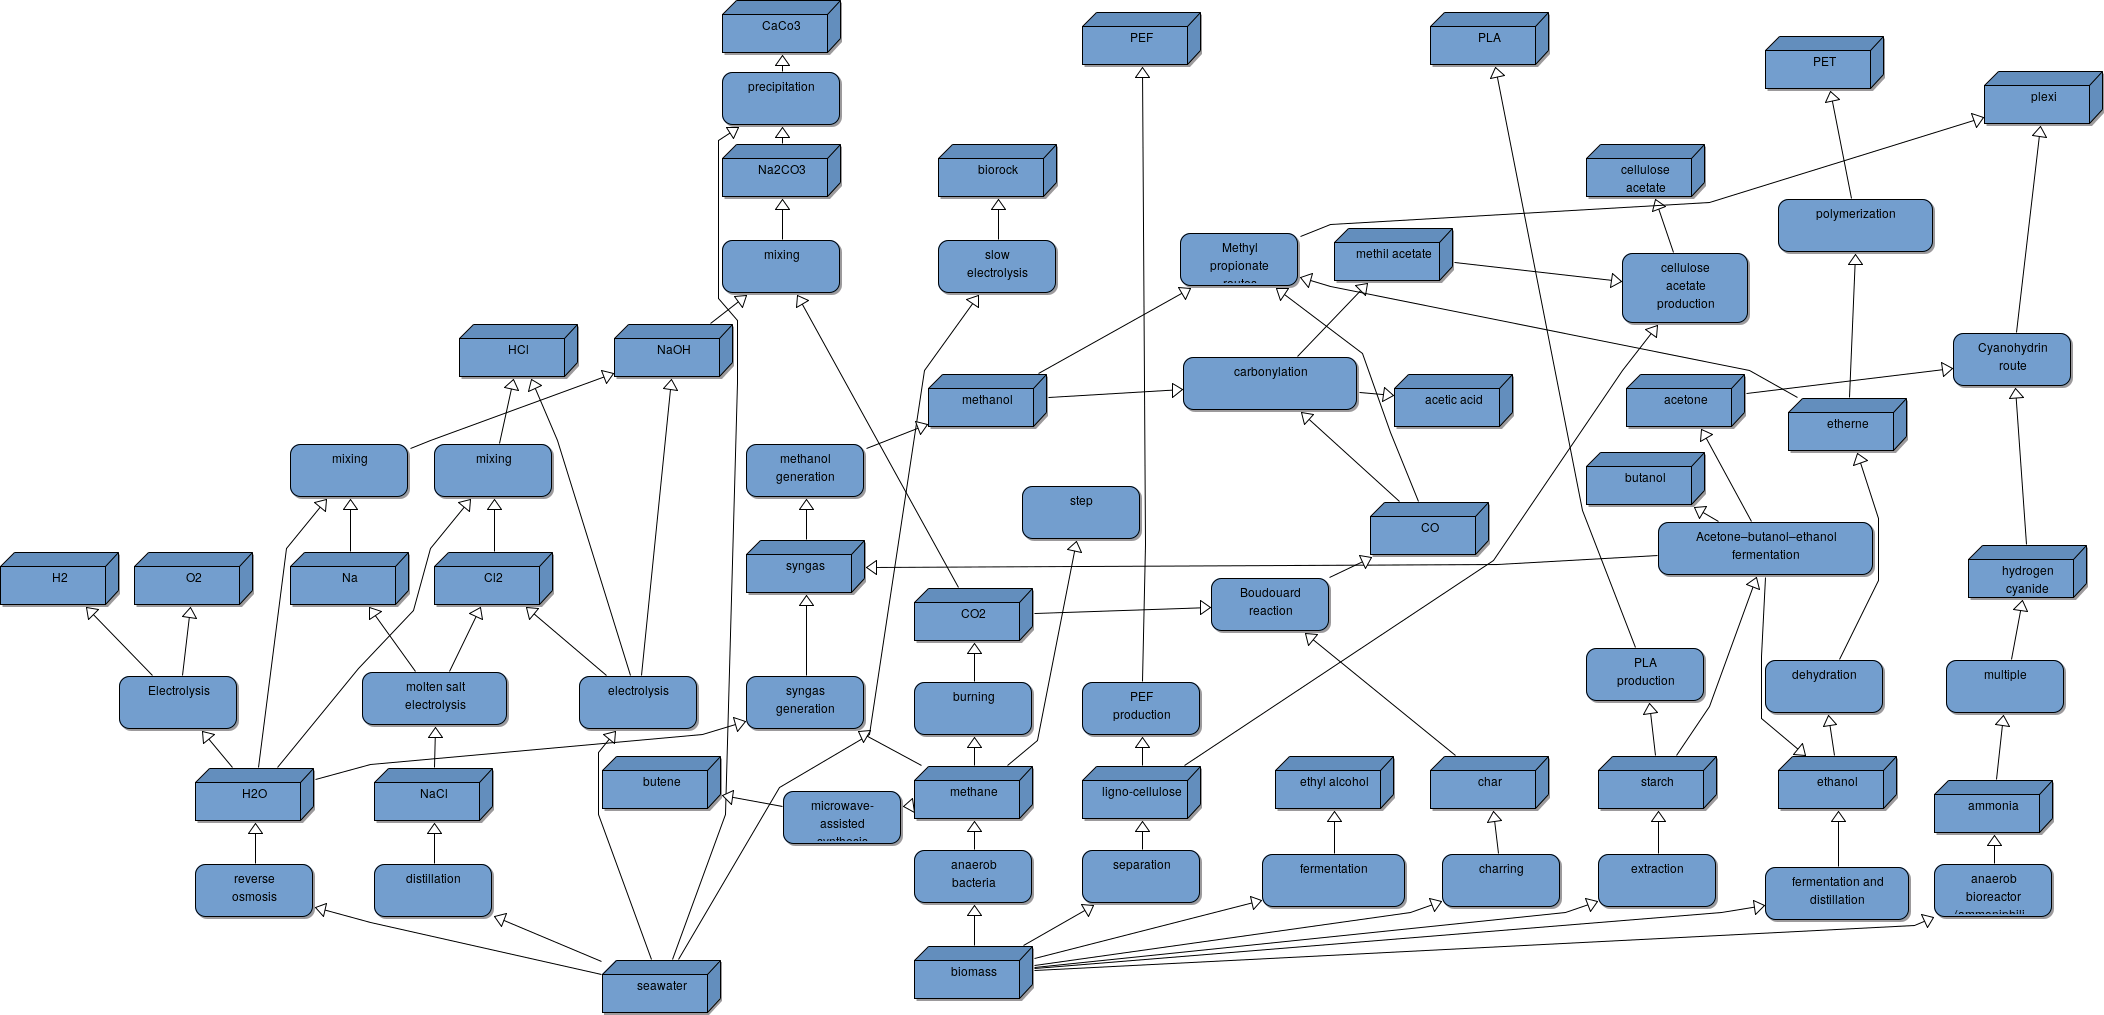 CaCo3
PEF
PLA
PET
precipitation
plexi
Na2CO3
biorock
cellulose
acetate
polymerization
mixing
slow
electrolysis
Methyl
propionate
routes
methil acetate
cellulose
acetate
production
HCl
NaOH
Cyanohydrin
route
carbonylation
methanol
acetic acid
acetone
etherne
mixing
mixing
methanol
generation
butanol
step
CO
Acetone–butanol–ethanol
fermentation
H2
O2
Na
Cl2
syngas
hydrogen
cyanide
CO2
Boudouard
reaction
PLA
production
dehydration
multiple
Electrolysis
molten salt
electrolysis
electrolysis
syngas
generation
burning
PEF
production
H2O
NaCl
butene
microwave-
assisted
synthesis
methane
ligno-cellulose
ethyl alcohol
char
starch
ethanol
ammonia
reverse
osmosis
distillation
anaerob
bacteria
separation
fermentation
charring
extraction
fermentation and
distillation
anaerob
bioreactor
seawater
biomass